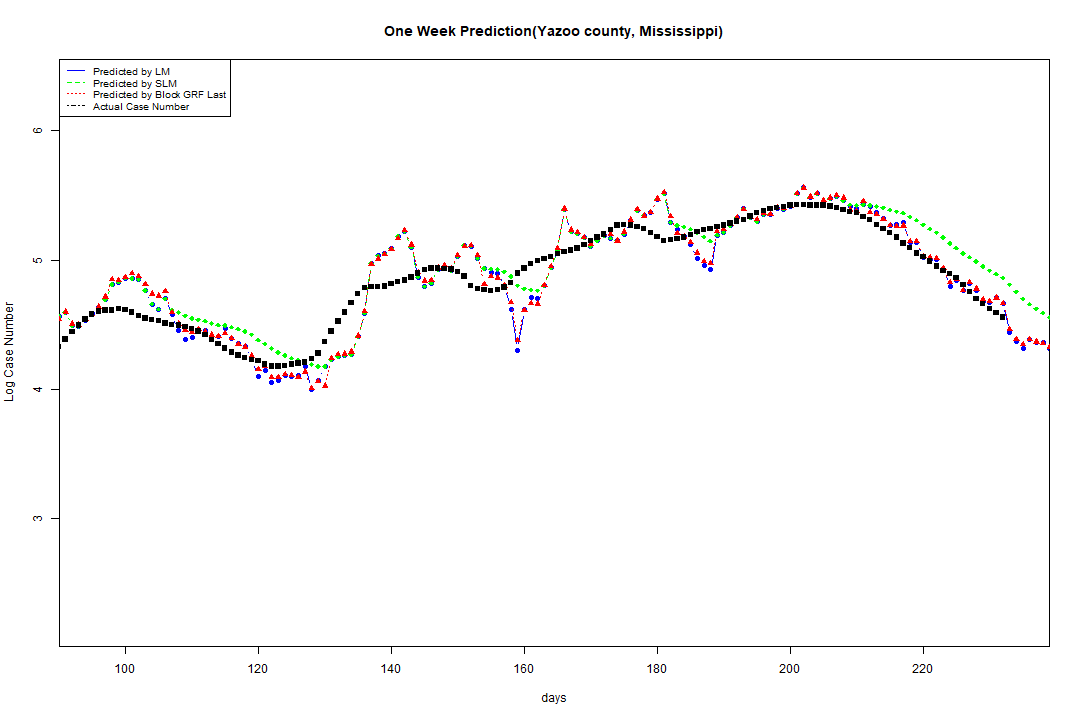 One Week Prediction(Yazoo county, Mississippi)
Predicted by LM
Predicted by SLM
Predicted by Block GRF Last
Actual Case Number
6
5
4
3
Log Case Number
100 120 140 160 180 200 220
days